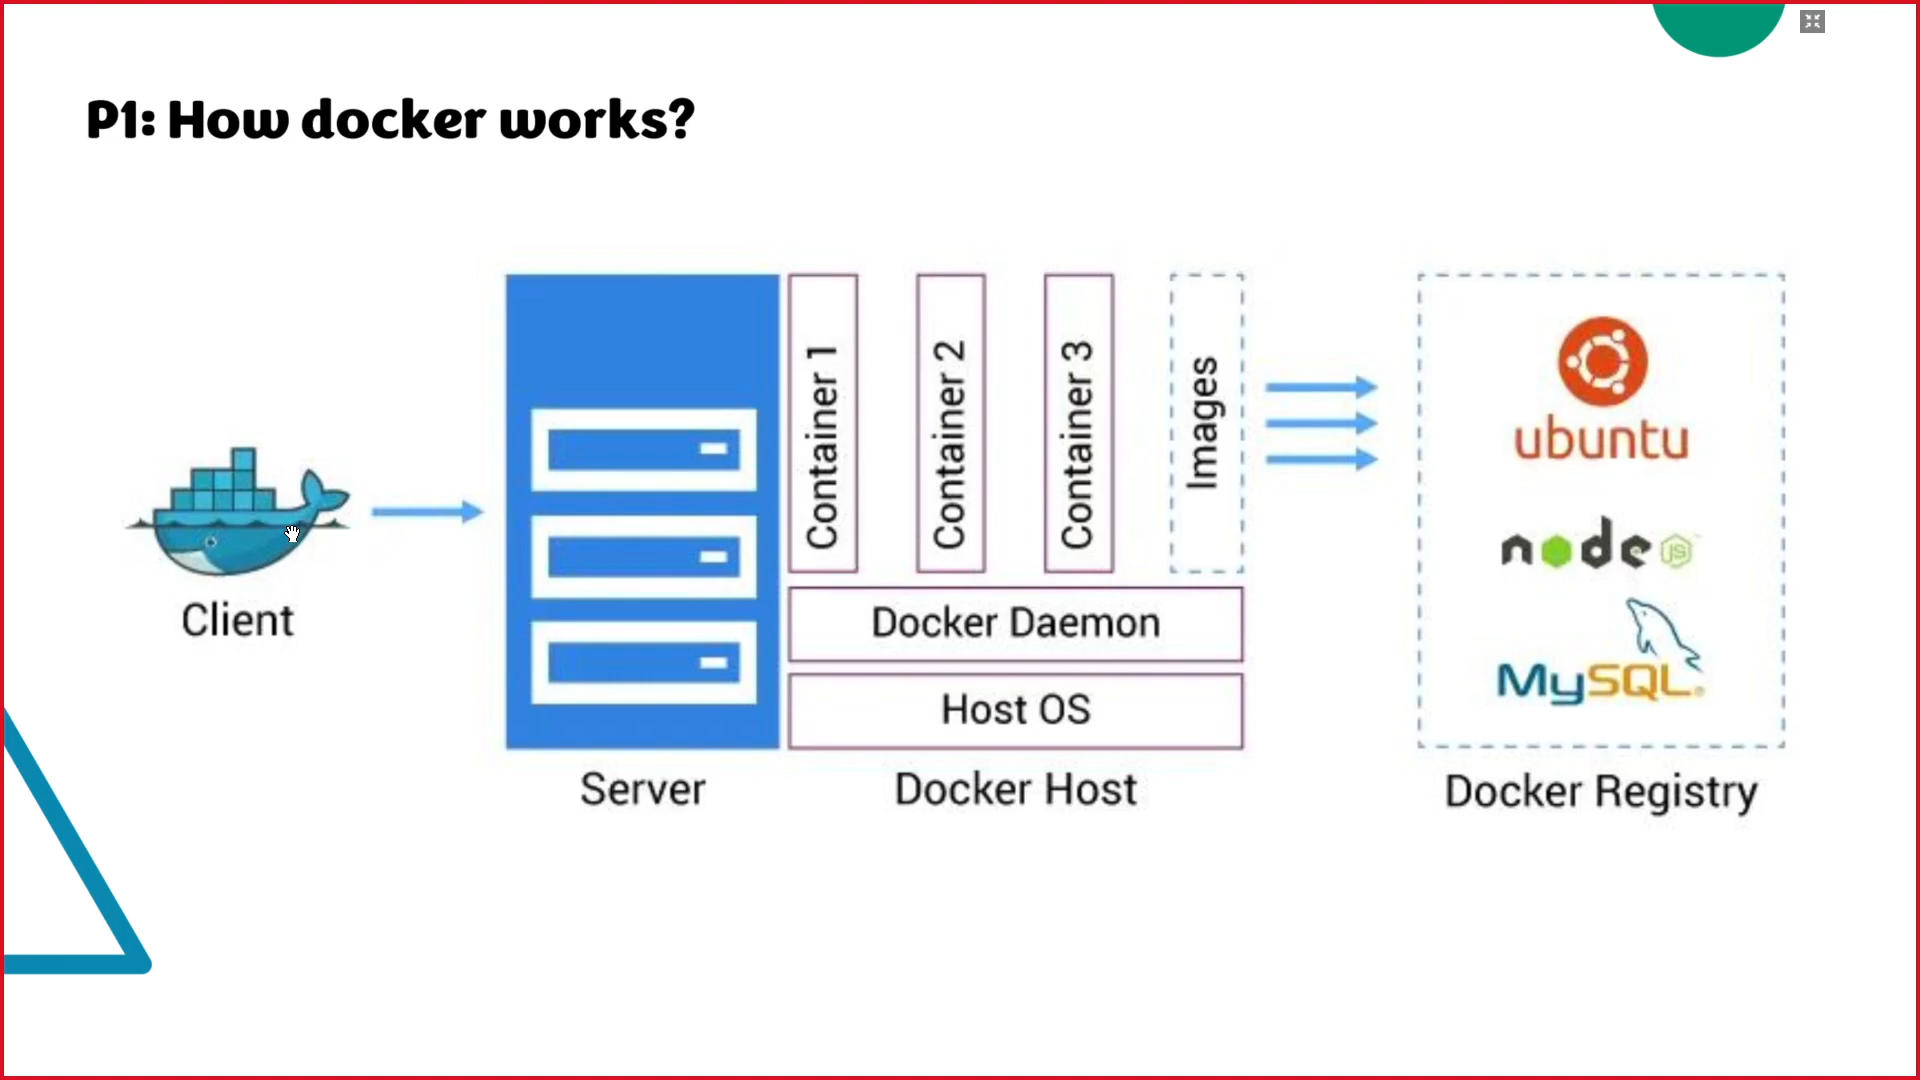 P1: How docker works?
Client
Server
Container 1
Container 2
Container 3
Images
Docker Daemon
Host OS
Docker Host
ubuntu
node JS
MySQL®
Docker Registry